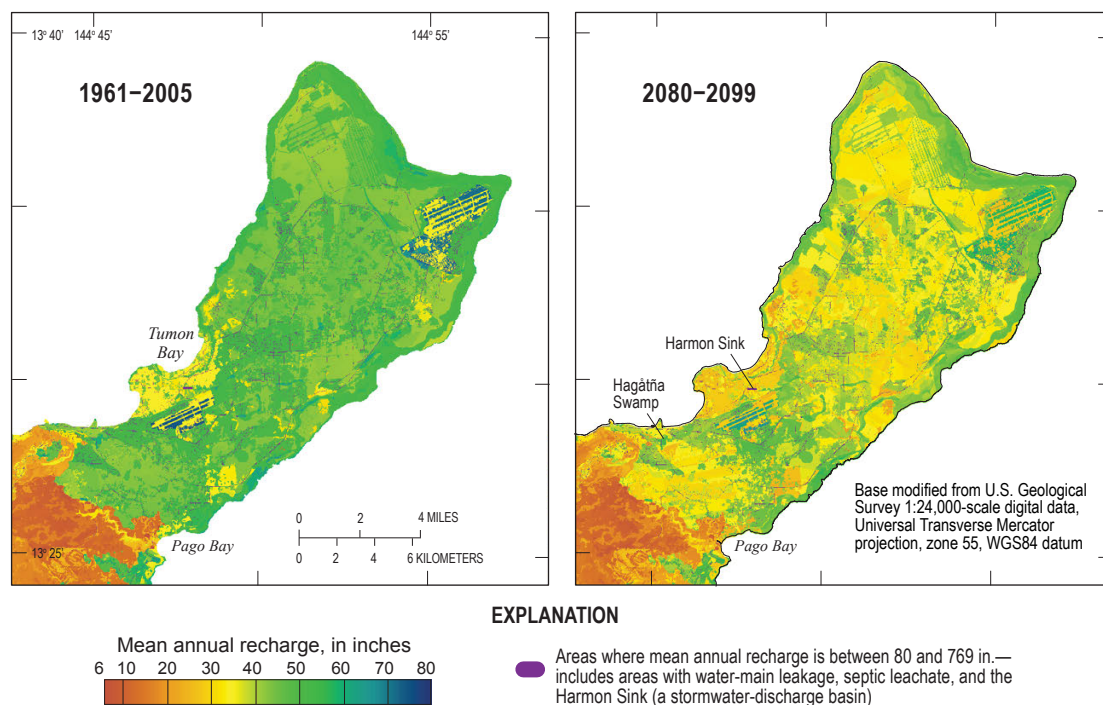 13° 40' 144° 45' 144° 55'
1961–2005
Tumon
Bay
0 2 4 MILES
0 2 4 6 KILOMETERS
13° 25'
Pago Bay
2080–2099
Harmon Sink
Hagåtña
Swamp
Base modified from U.S. Geological
Survey 1:24,000-scale digital data,
Universal Transverse Mercator
projection, zone 55, WGS84 datum
Pago Bay
EXPLANATION
Mean annual recharge, in inches
6 10 20 30 40 50 60 70 80
Areas where mean annual recharge is between 80 and 769 in.—
includes areas with water-main leakage, septic leachate, and the
Harmon Sink (a stormwater-discharge basin)